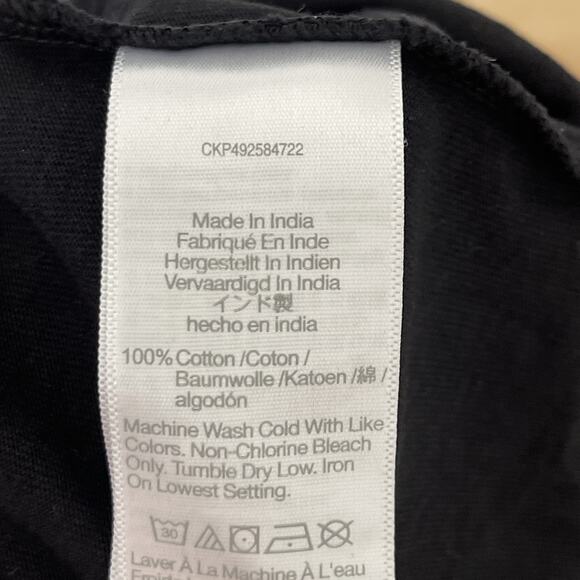 CKP492584722
Made In India
Fabriqué En Inde
Hergestellt In Indien
Vervaardigd In India
インド製
hecho en india
100% Cotton /Coton /
Baumwolle /Katoen /綿 /
algodón
Machine Wash Cold With Like
Colors. Non-Chlorine Bleach
Only. Tumble Dry Low. Iron
On Lowest Setting.
30
Laver À La Machine À L'eau